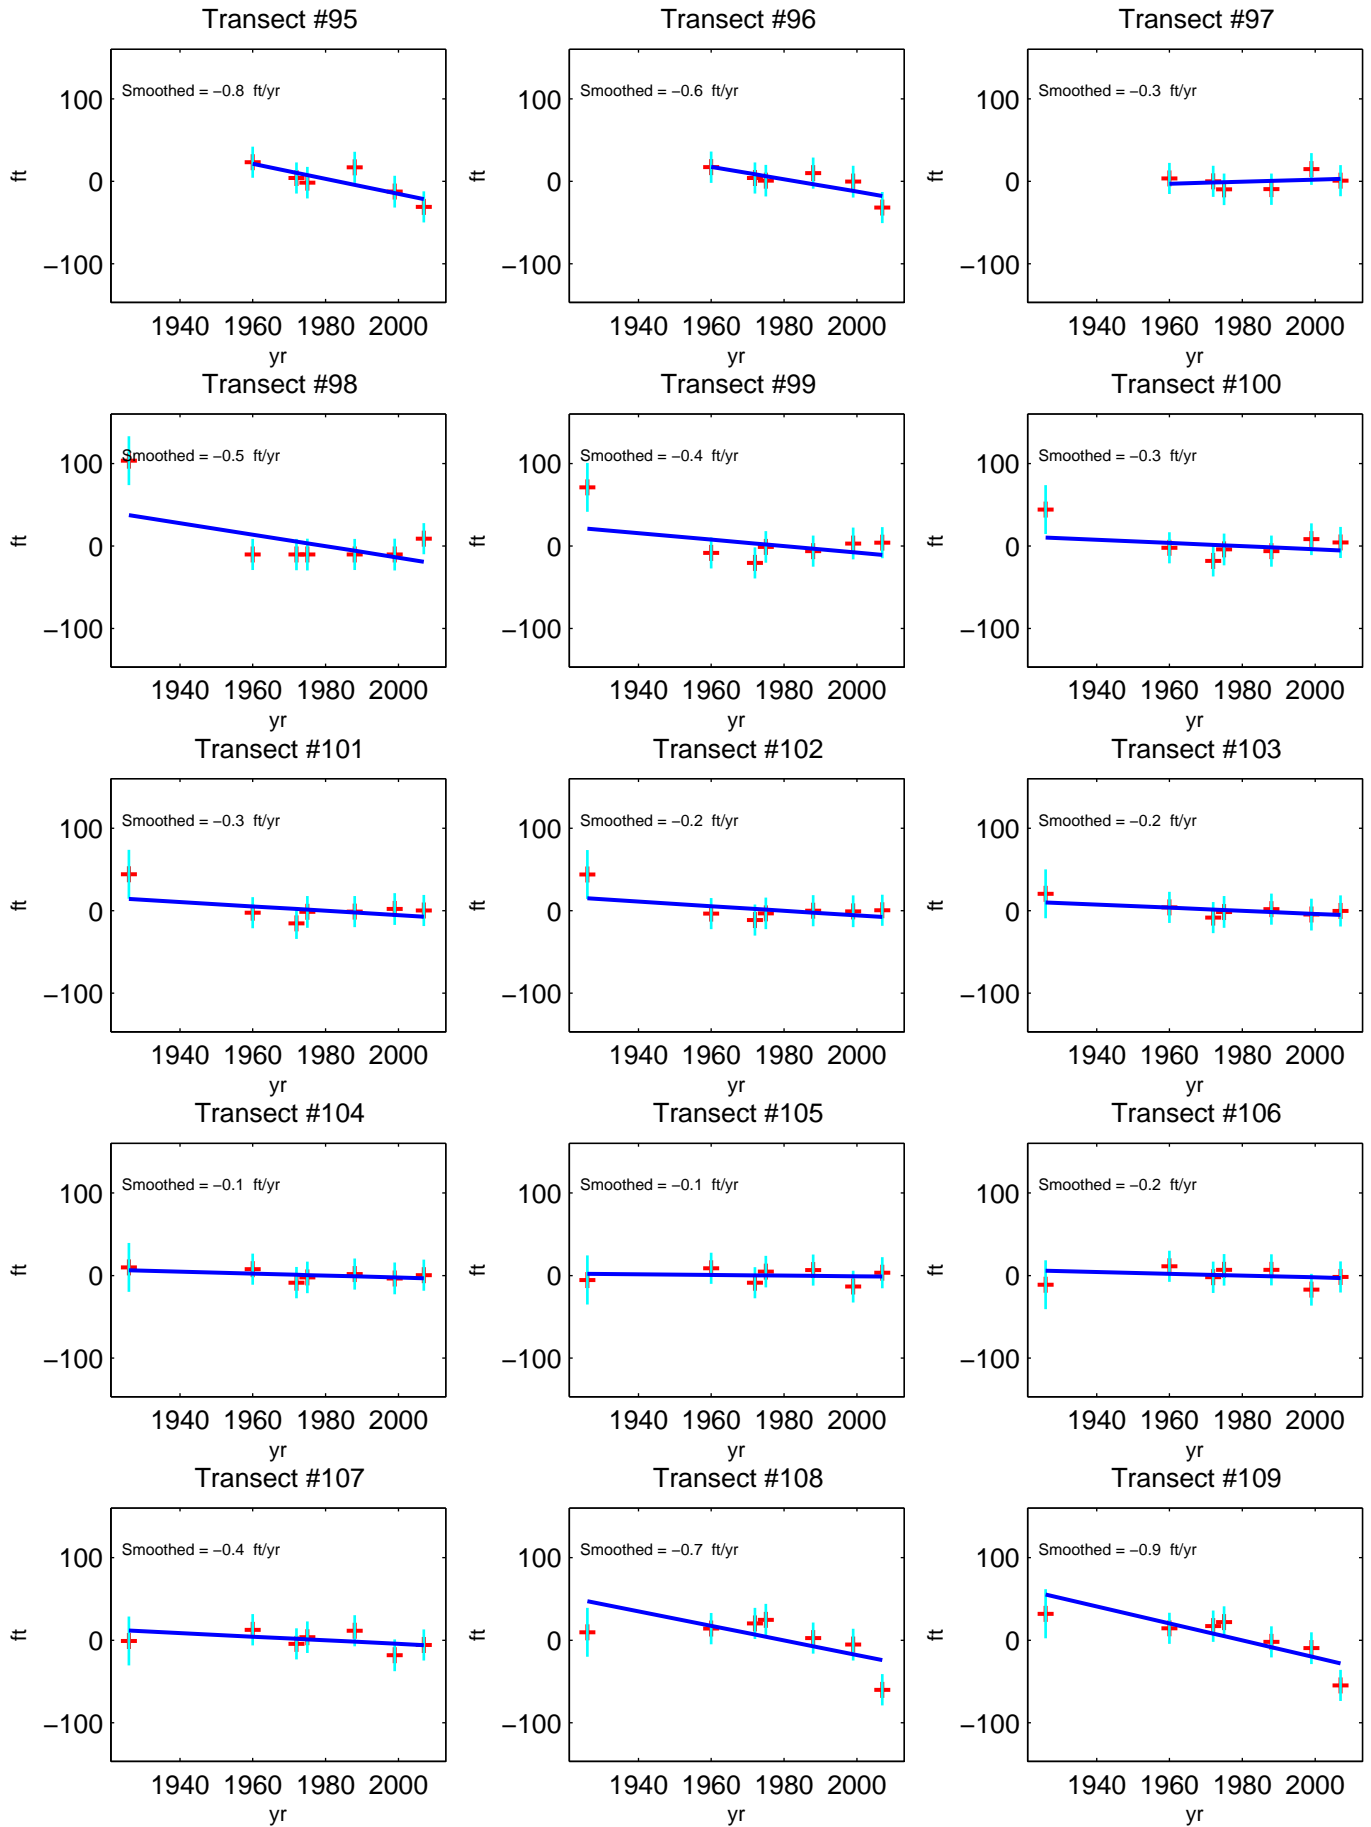 Transect #95
Smoothed = −0.8 ft/yr
100
0
−100
ft
1940 1960 1980 2000
yr
Transect #96
Smoothed = −0.6 ft/yr
100
0
−100
ft
1940 1960 1980 2000
yr
Transect #97
Smoothed = −0.3 ft/yr
100
0
−100
ft
1940 1960 1980 2000
yr
Transect #98
Smoothed = −0.5 ft/yr
100
0
−100
ft
1940 1960 1980 2000
yr
Transect #99
Smoothed = −0.4 ft/yr
100
0
−100
ft
1940 1960 1980 2000
yr
Transect #100
Smoothed = −0.3 ft/yr
100
0
−100
ft
1940 1960 1980 2000
yr
Transect #101
Smoothed = −0.3 ft/yr
100
0
−100
ft
1940 1960 1980 2000
yr
Transect #102
Smoothed = −0.2 ft/yr
100
0
−100
ft
1940 1960 1980 2000
yr
Transect #103
Smoothed = −0.2 ft/yr
100
0
−100
ft
1940 1960 1980 2000
yr
Transect #104
Smoothed = −0.1 ft/yr
100
0
−100
ft
1940 1960 1980 2000
yr
Transect #105
Smoothed = −0.1 ft/yr
100
0
−100
ft
1940 1960 1980 2000
yr
Transect #106
Smoothed = −0.2 ft/yr
100
0
−100
ft
1940 1960 1980 2000
yr
Transect #107
Smoothed = −0.4 ft/yr
100
0
−100
ft
1940 1960 1980 2000
yr
Transect #108
Smoothed = −0.7 ft/yr
100
0
−100
ft
1940 1960 1980 2000
yr
Transect #109
Smoothed = −0.9 ft/yr
100
0
−100
ft
1940 1960 1980 2000
yr